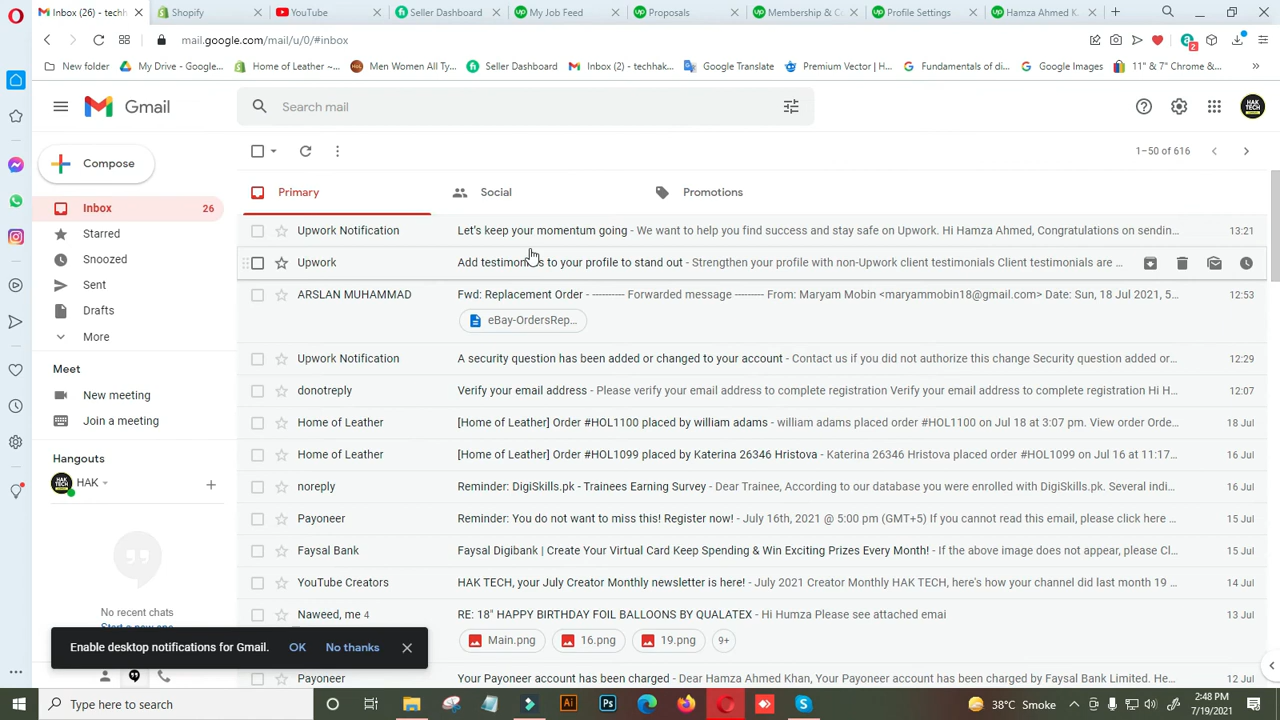 Inbox (26) - techh
Shopify
YouTube
Seller Dashboard
My Job Feed
Proposals
Membership & C
Profile Settings
Hamza Ahmed K.
mail.google.com/mail/u/0/#inbox
2
New folder
My Drive - Google...
Home of Leather ~...
Men Women All Ty...
Seller Dashboard
Inbox (2) - techhak...
Google Translate
Premium Vector | H...
Fundamentals of di...
Google Images
11" & 7" Chrome &...
Gmail
Search mail
Compose
1–50 of 616
Inbox 26
Primary
Social
Promotions
Starred
Snoozed
Sent
Drafts
More
Meet
New meeting
Join a meeting
Hangouts
HAK
No recent chats
Start a new one
Upwork Notification Let's keep your momentum going - We want to help you find success and stay safe on Upwork. Hi Hamza Ahmed, Congratulations on sendin... 13:21
Upwork Add testimonials to your profile to stand out - Strengthen your profile with non-Upwork client testimonials Client testimonials are ...
ARSLAN MUHAMMAD Fwd: Replacement Order - ---------- Forwarded message --------- From: Maryam Mobin <maryammobin18@gmail.com> Date: Sun, 18 Jul 2021, 5... 12:53
eBay-OrdersRep...
Upwork Notification A security question has been added or changed to your account - Contact us if you did not authorize this change Security question added or... 12:29
donotreply Verify your email address - Please verify your email address to complete registration Verify your email address to complete registration Hi H... 12:07
Home of Leather [Home of Leather] Order #HOL1100 placed by william adams - william adams placed order #HOL1100 on Jul 18 at 3:07 pm. View order Orde... 18 Jul
Home of Leather [Home of Leather] Order #HOL1099 placed by Katerina 26346 Hristova - Katerina 26346 Hristova placed order #HOL1099 on Jul 16 at 11:17... 16 Jul
noreply Reminder: DigiSkills.pk - Trainees Earning Survey - Dear Trainee, According to our database you were enrolled with DigiSkills.pk. Several indi... 16 Jul
Payoneer Reminder: You do not want to miss this! Register now! - July 16th, 2021 @ 5:00 pm (GMT+5) If you cannot read this email, please click here ... 15 Jul
Faysal Bank Faysal Digibank | Create Your Virtual Card Keep Spending & Win Exciting Prizes Every Month! - If the above image does not appear, please Cl... 15 Jul
YouTube Creators HAK TECH, your July Creator Monthly newsletter is here! - July 2021 Creator Monthly HAK TECH, here's how your channel did last month 19 ... 14 Jul
Naweed, me 4 RE: 18" HAPPY BIRTHDAY FOIL BALLOONS BY QUALATEX - Hi Humza Please see attached emai 13 Jul
Main.png
16.png
19.png
9+
Payoneer Your Payoneer account has been charged - Dear Hamza Ahmed Khan, Your Payoneer account has been charged by Faysal Bank Limited. He... 13 Jul
Enable desktop notifications for Gmail. OK No thanks
Type here to search
Ai
Ps
38°C Smoke
2:48 PM
7/19/2021